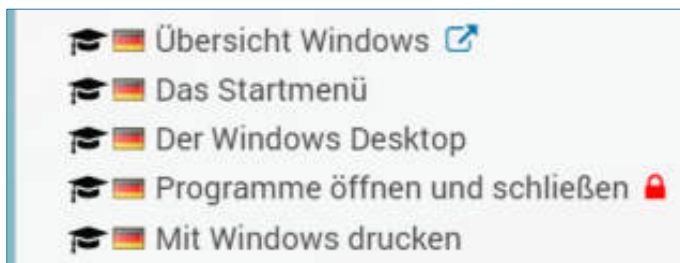 Übersicht Windows
Das Startmenü
Der Windows Desktop
Programme öffnen und schließen
Mit Windows drucken